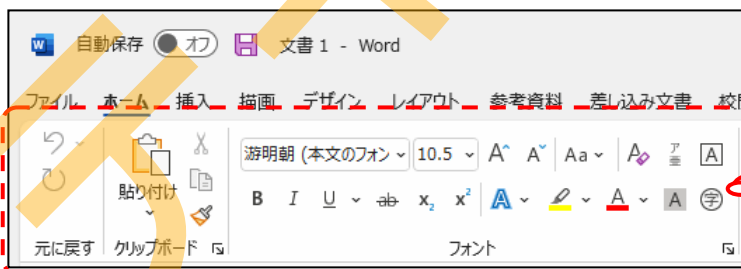 自動保存 オフ 文書 1 - Word
ファイル ホーム 挿入 描画 デザイン レイアウト 参考資料 差し込み文書
游明朝 (本文のフォン 10.5 A A Aa A ア亜 A
貼り付け B I U ab x₂ x² A A A 字
元に戻す クリップボード フォント